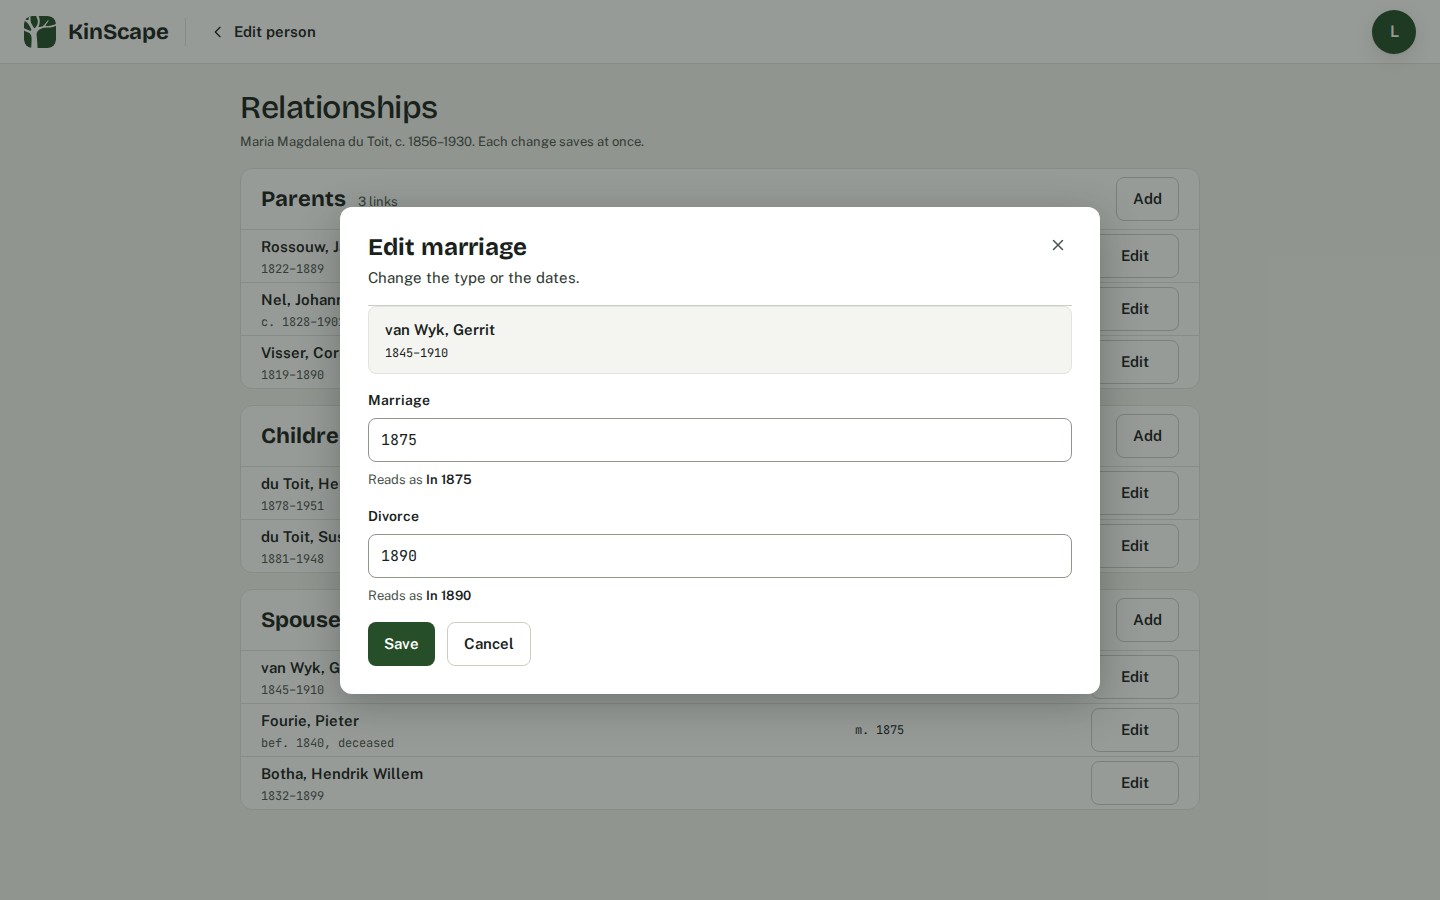 KinScape
Edit person
L
Relationships
Maria Magdalena du Toit, c. 1856–1930. Each change saves at once.
Parents 3 links
Add
Rossouw, J
1822–1889
Edit
Nel, Johann
c. 1828–190
Edit
Visser, Cor
1819–1890
Edit
Edit marriage
Change the type or the dates.
van Wyk, Gerrit
1845–1910
Marriage
1875
Reads as In 1875
Divorce
1890
Reads as In 1890
Save Cancel
Childre
Add
du Toit, He
1878–1951
Edit
du Toit, Sus
1881–1948
Edit
Spouse
Add
van Wyk, G
1845–1910
Edit
Fourie, Pieter
bef. 1840, deceased
m. 1875
Edit
Botha, Hendrik Willem
1832–1899
Edit